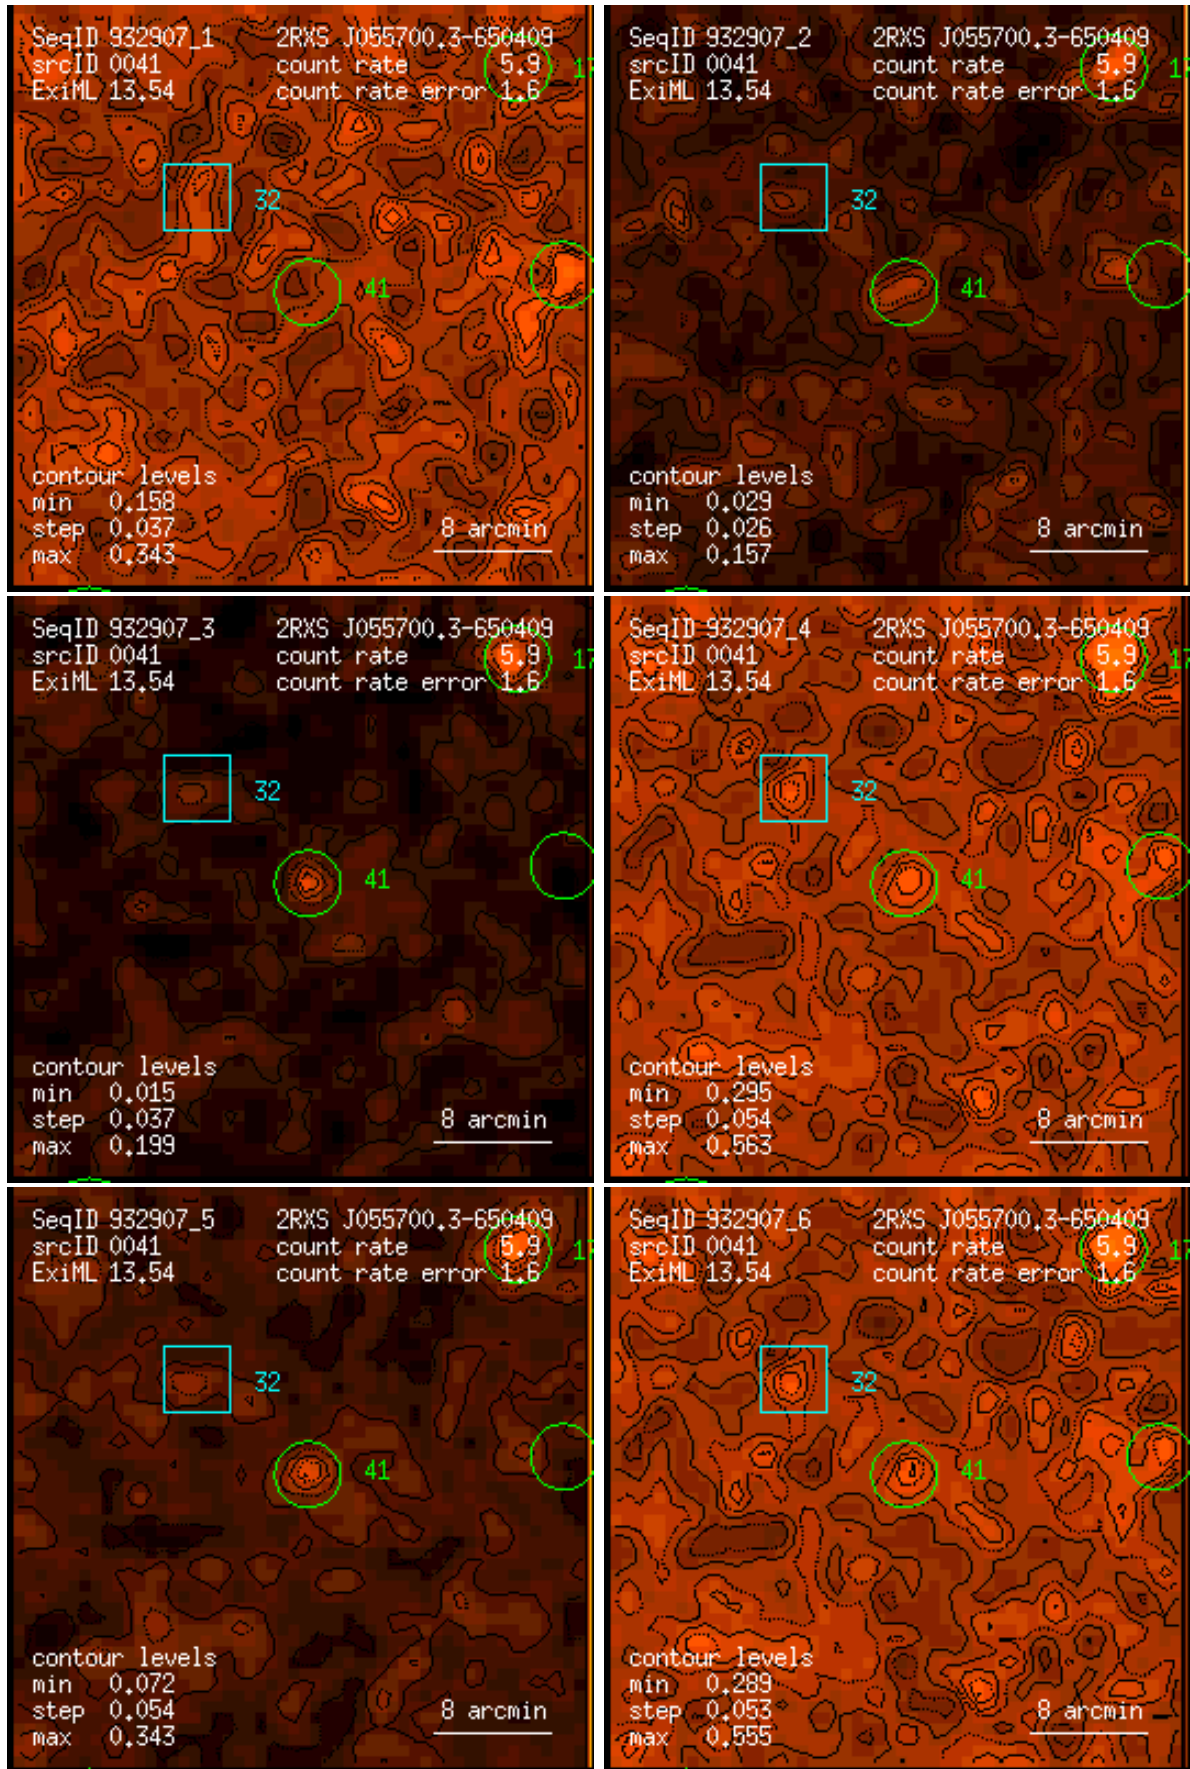 SeqID 932907_1 2RXS J055700.3-650409
srcID 0041 count rate 5.9 17
ExiML 13.54 count rate error 1.6
32
41
contour levels
min 0.158
step 0.037 8 arcmin
max 0.343
SeqID 932907_2 2RXS J055700.3-650409
srcID 0041 count rate 5.9 17
ExiML 13.54 count rate error 1.6
32
41
contour levels
min 0.029
step 0.026 8 arcmin
max 0.157
SeqID 932907_3 2RXS J055700.3-650409
srcID 0041 count rate 5.9 17
ExiML 13.54 count rate error 1.6
32
41
contour levels
min 0.015
step 0.037 8 arcmin
max 0.199
SeqID 932907_4 2RXS J055700.3-650409
srcID 0041 count rate 5.9 17
ExiML 13.54 count rate error 1.6
32
41
contour levels
min 0.295
step 0.054 8 arcmin
max 0.563
SeqID 932907_5 2RXS J055700.3-650409
srcID 0041 count rate 5.9 17
ExiML 13.54 count rate error 1.6
32
41
contour levels
min 0.072
step 0.054 8 arcmin
max 0.343
SeqID 932907_6 2RXS J055700.3-650409
srcID 0041 count rate 5.9 17
ExiML 13.54 count rate error 1.6
32
41
contour levels
min 0.289
step 0.053 8 arcmin
max 0.555